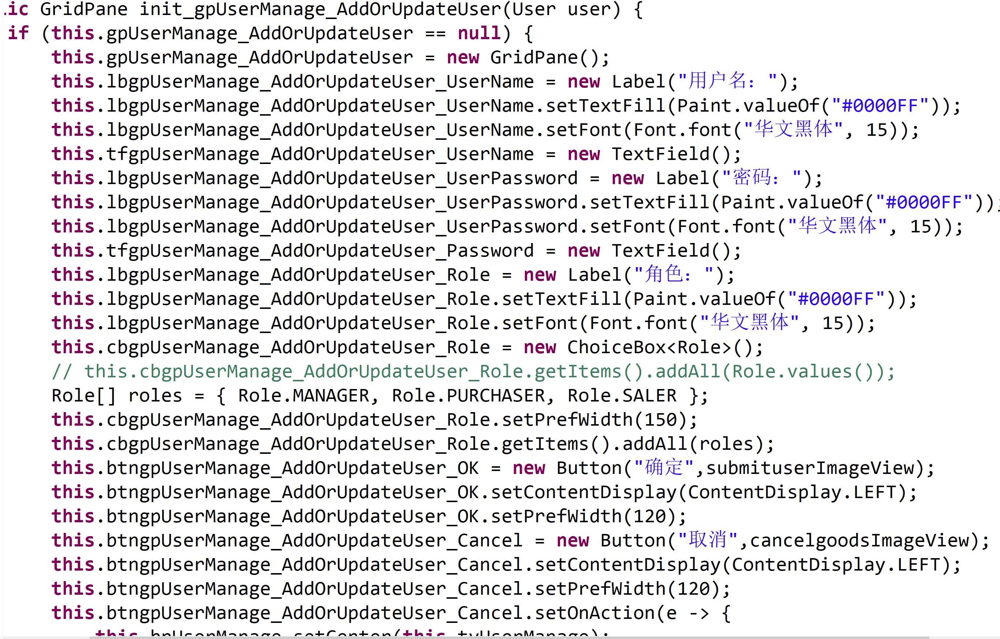 ic GridPane init_gpUserManage_AddOrUpdateUser(User user) {
if (this.gpUserManage_AddOrUpdateUser == null) {
this.gpUserManage_AddOrUpdateUser = new GridPane();
this.lbgpUserManage_AddOrUpdateUser_UserName = new Label("用户名：");
this.lbgpUserManage_AddOrUpdateUser_UserName.setTextFill(Paint.valueOf("#0000FF"));
this.lbgpUserManage_AddOrUpdateUser_UserName.setFont(Font.font("华文黑体", 15));
this.tfgpUserManage_AddOrUpdateUser_UserName = new TextField();
this.lbgpUserManage_AddOrUpdateUser_UserPassword = new Label("密码：");
this.lbgpUserManage_AddOrUpdateUser_UserPassword.setTextFill(Paint.valueOf("#0000FF"));
this.lbgpUserManage_AddOrUpdateUser_UserPassword.setFont(Font.font("华文黑体", 15));
this.tfgpUserManage_AddOrUpdateUser_Password = new TextField();
this.lbgpUserManage_AddOrUpdateUser_Role = new Label("角色：");
this.lbgpUserManage_AddOrUpdateUser_Role.setTextFill(Paint.valueOf("#0000FF"));
this.lbgpUserManage_AddOrUpdateUser_Role.setFont(Font.font("华文黑体", 15));
this.cbgpUserManage_AddOrUpdateUser_Role = new ChoiceBox<Role>();
// this.cbgpUserManage_AddOrUpdateUser_Role.getItems().addAll(Role.values());
Role[] roles = { Role.MANAGER, Role.PURCHASER, Role.SALER };
this.cbgpUserManage_AddOrUpdateUser_Role.setPrefWidth(150);
this.cbgpUserManage_AddOrUpdateUser_Role.getItems().addAll(roles);
this.btngpUserManage_AddOrUpdateUser_OK = new Button("确定",submituserImageView);
this.btngpUserManage_AddOrUpdateUser_OK.setContentDisplay(ContentDisplay.LEFT);
this.btngpUserManage_AddOrUpdateUser_OK.setPrefWidth(120);
this.btngpUserManage_AddOrUpdateUser_Cancel = new Button("取消",cancelgoodsImageView);
this.btngpUserManage_AddOrUpdateUser_Cancel.setContentDisplay(ContentDisplay.LEFT);
this.btngpUserManage_AddOrUpdateUser_Cancel.setPrefWidth(120);
this.btngpUserManage_AddOrUpdateUser_Cancel.setOnAction(e -> {